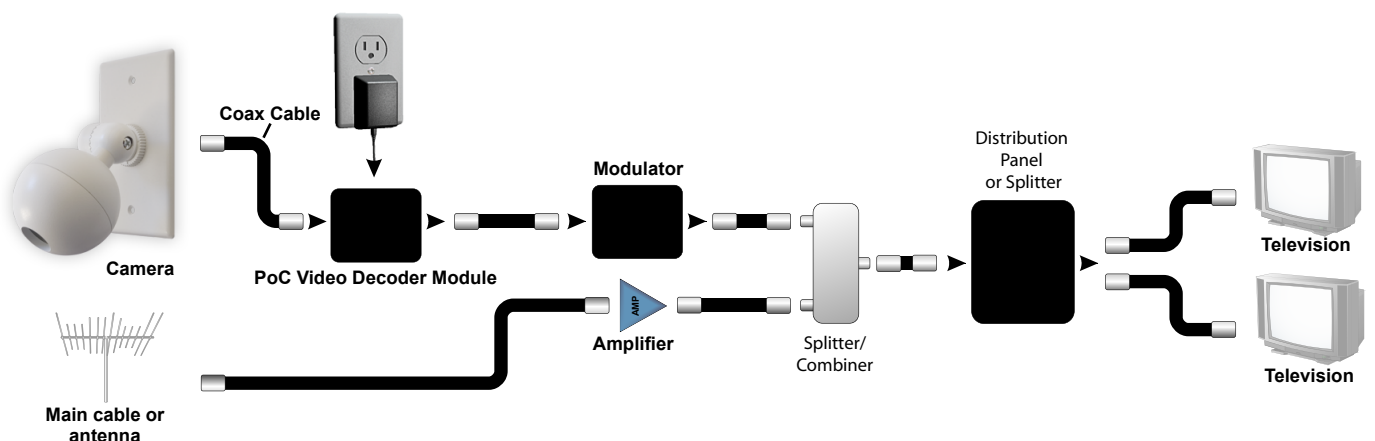 Coax Cable
Camera
PoC Video Decoder Module
Modulator
Main cable or
antenna
AMP
Amplifier
Splitter/
Combiner
Distribution
Panel
or Splitter
Television
Television